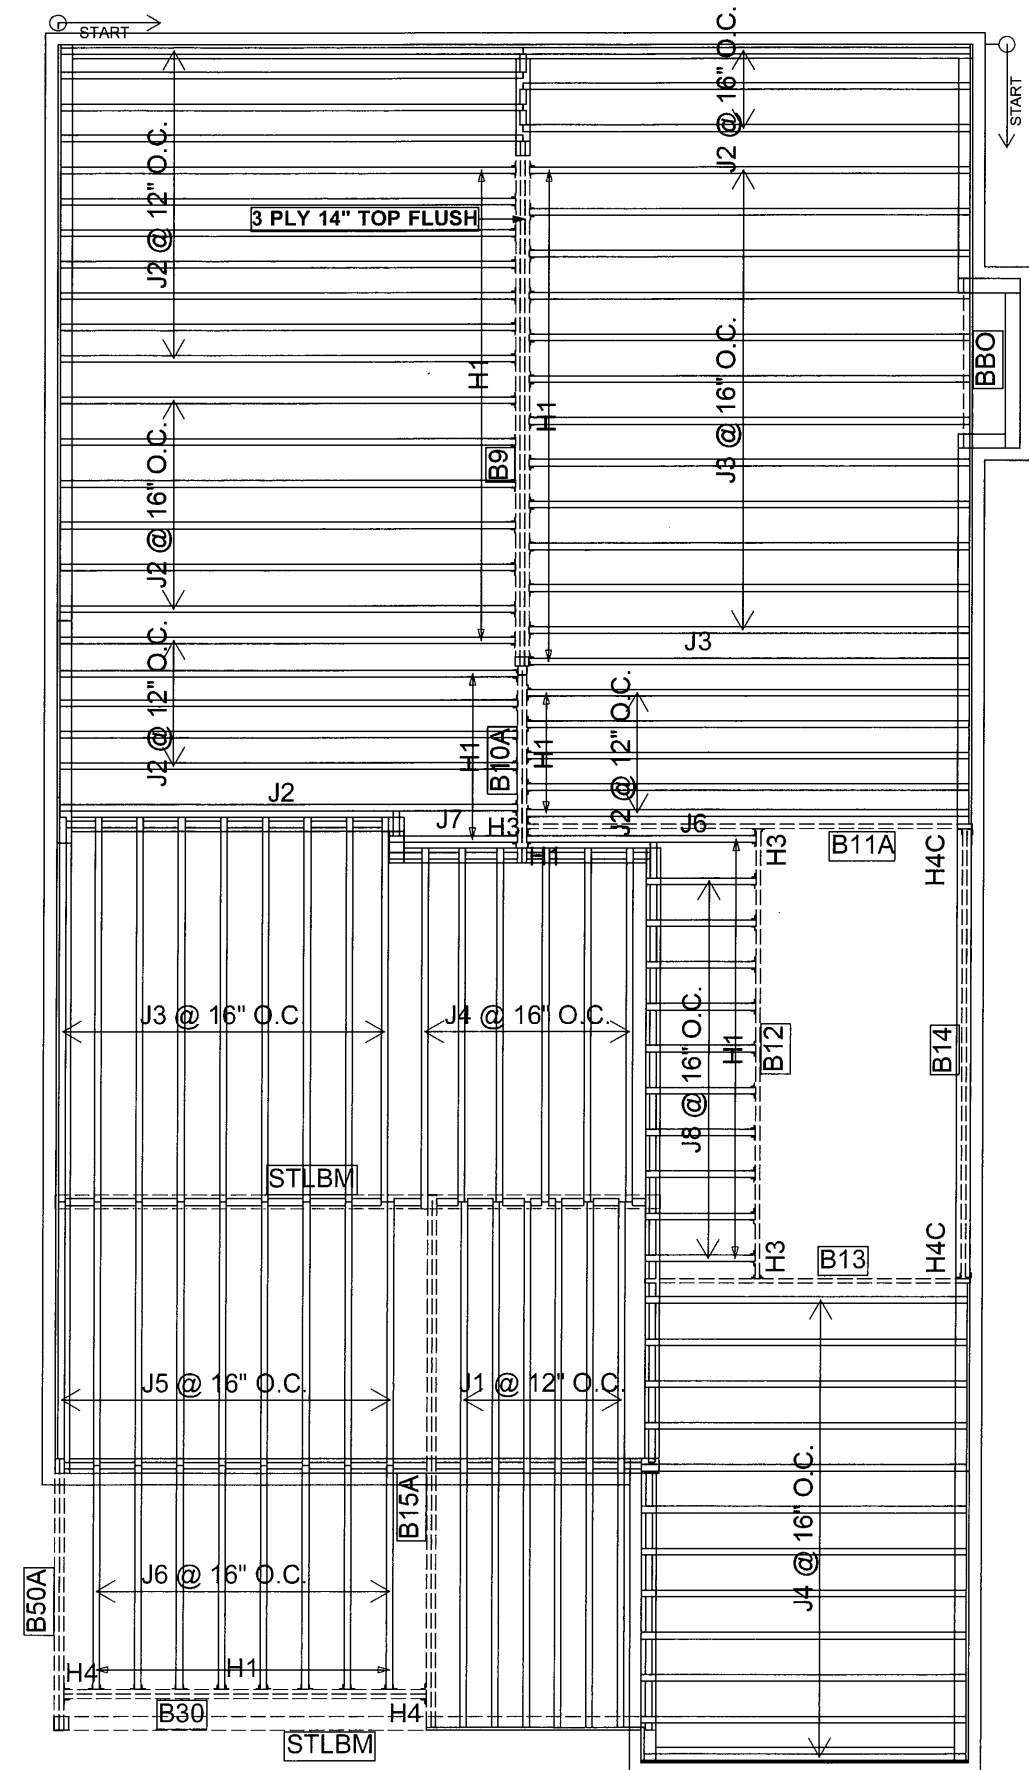 START
START
J2 @ 16" O.C.
J2 @ 12" O.C.
3 PLY 14" TOP FLUSH
H1
H1
J3 @ 16" O.C.
BBO
J2 @ 16" O.C.
B9
J2 @ 12" O.C.
J3
J2 @ 12" O.C.
H1
B10A
H1
J2
J7
H3
J6
H1
H3
B11A
H4C
J3 @ 16" O.C.
J4 @ 16" O.C.
J8 @ 16" O.C.
H1
B12
B14
STLBM
H3
B13
H4C
J5 @ 16" O.C.
J1 @ 12" O.C.
B15A
J4 @ 16" O.C.
B50A
J6 @ 16" O.C.
H4
H1
B30
H4
STLBM